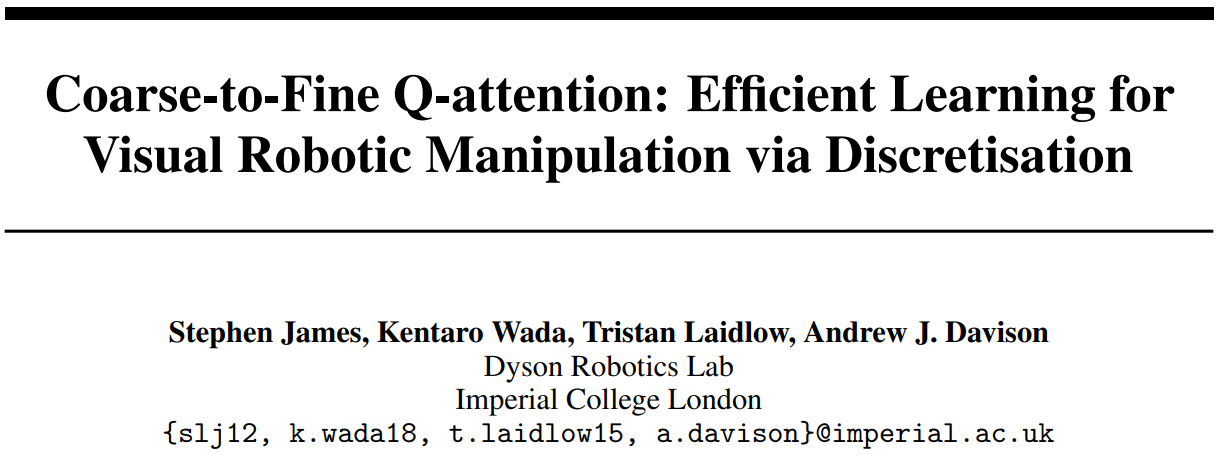 Coarse-to-Fine Q-attention: Efficient Learning for
Visual Robotic Manipulation via Discretisation
Stephen James, Kentaro Wada, Tristan Laidlow, Andrew J. Davison
Dyson Robotics Lab
Imperial College London
{slj12, k.wada18, t.laidlow15, a.davison}@imperial.ac.uk